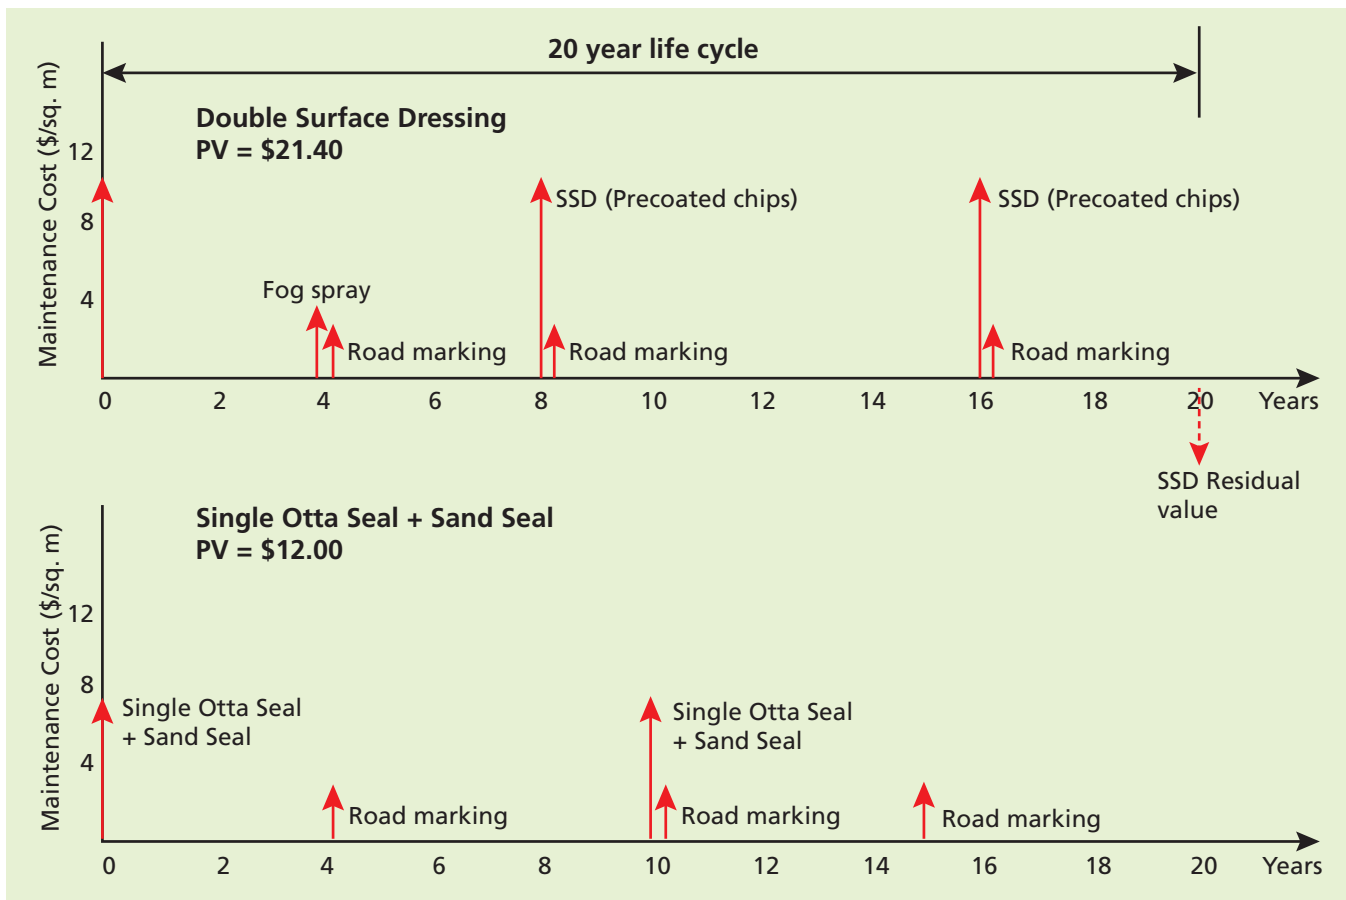 20 year life cycle
Double Surface Dressing
PV = $21.40
Maintenance Cost ($/sq. m)
12
8
4
SSD (Precoated chips)
SSD (Precoated chips)
Fog spray
Road marking
Road marking
Road marking
0 2 4 6 8 10 12 14 16 18 20 Years
SSD Residual
value
Single Otta Seal + Sand Seal
PV = $12.00
Maintenance Cost ($/sq. m)
12
8
4
Single Otta Seal
+ Sand Seal
Single Otta Seal
+ Sand Seal
Road marking
Road marking
Road marking
0 2 4 6 8 10 12 14 16 18 20 Years